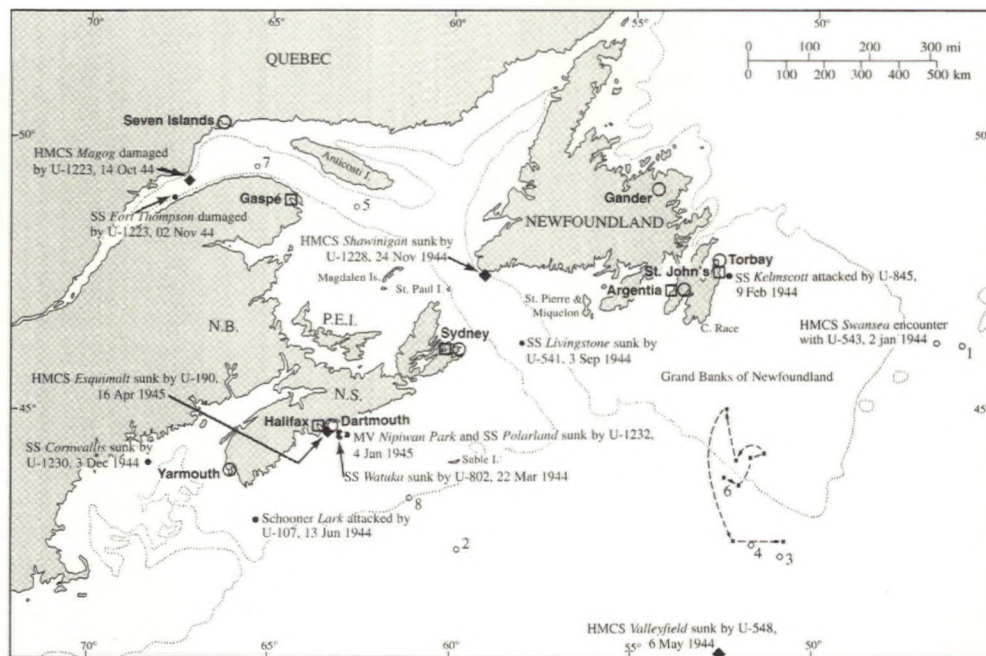 70°
65°
60°
55°
50°
QUEBEC
0 100 200 300 mi
0 100 200 300 400 500 km
Seven Islands
50°
50°
HMCS Magog damaged
by U-1223, 14 Oct 44
7
Anticosti I.
Gander
Gaspé
5
SS Fort Thompson damaged
by U-1223, 02 Nov 44
NEWFOUNDLAND
HMCS Shawinigan sunk by
U-1228, 24 Nov 1944
Torbay
St. John's
SS Kelmscott attacked by U-845,
9 Feb 1944
Magdalen Is.
St. Paul I.
Argentia
St. Pierre &
Miquelon
C. Race
N.B.
P.E.I.
Sydney
HMCS Swansea encounter
with U-543, 2 jan 1944
1
SS Livingstone sunk by
U-541, 3 Sep 1944
Grand Banks of Newfoundland
HMCS Esquimalt sunk by U-190,
16 Apr 1945
N.S.
45°
45
Halifax
Dartmouth
MV Nipiwan Park and SS Polarland sunk by U-1232,
4 Jan 1945
SS Cornwallis sunk by
U-1230, 3 Dec 1944
Yarmouth
Sable I.
SS Watuka sunk by U-802, 22 Mar 1944
6
8
Schooner Lark attacked by
U-107, 13 Jun 1944
2
4
3
HMCS Valleyfield sunk by U-548,
6 May 1944
70°
65°
60°
55°
50°